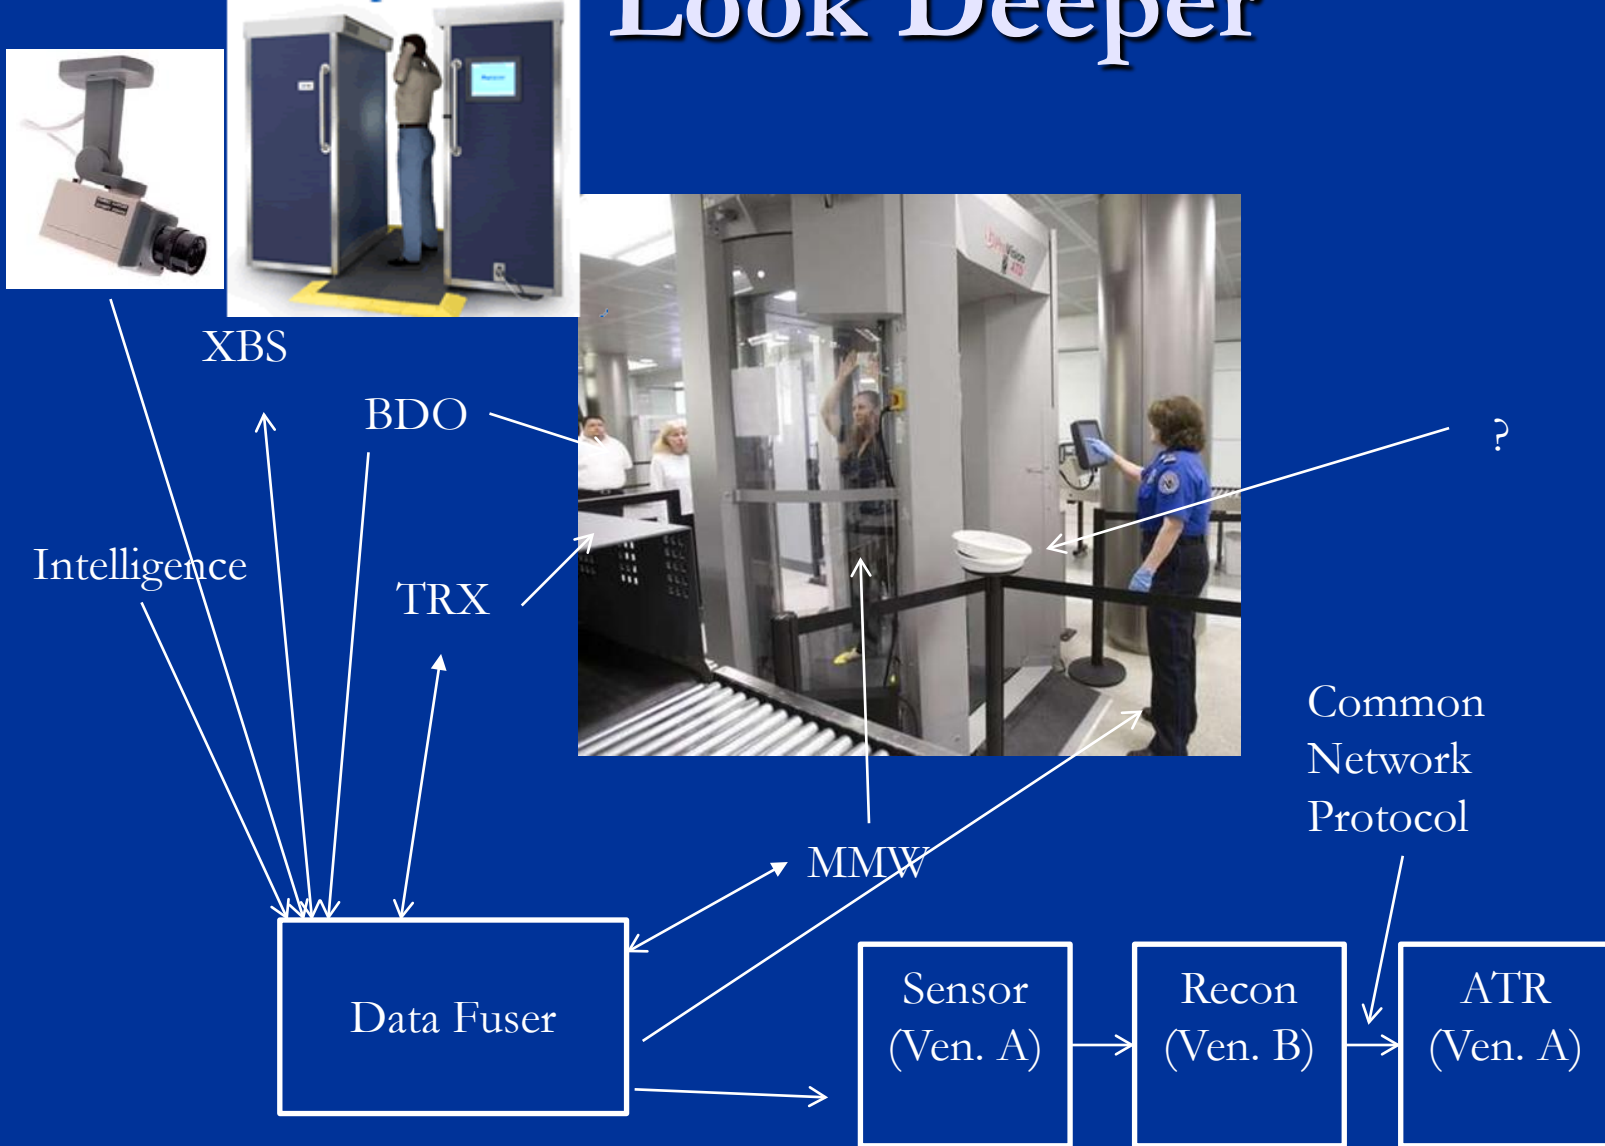 Look Deeper
XBS
BDO
?
Intelligence
TRX
Common
Network
Protocol
MMW
Data Fuser
Sensor
(Ven. A)
Recon
(Ven. B)
ATR
(Ven. A)